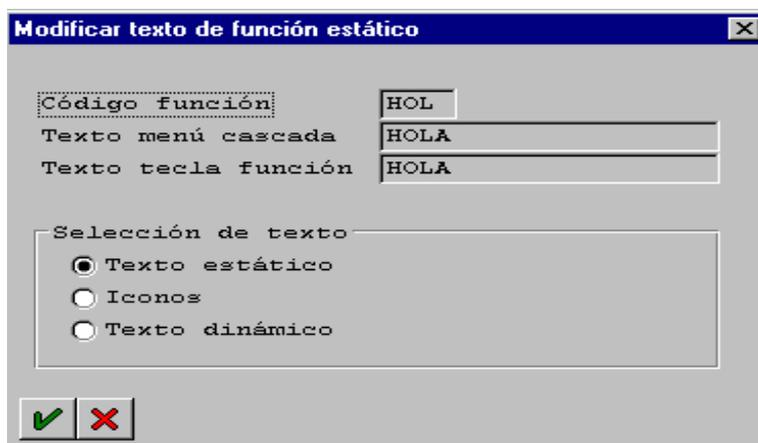 Modificar texto de función estático
Código función HOL
Texto menú cascada HOLA
Texto tecla función HOLA
Selección de texto
Texto estático
Iconos
Texto dinámico